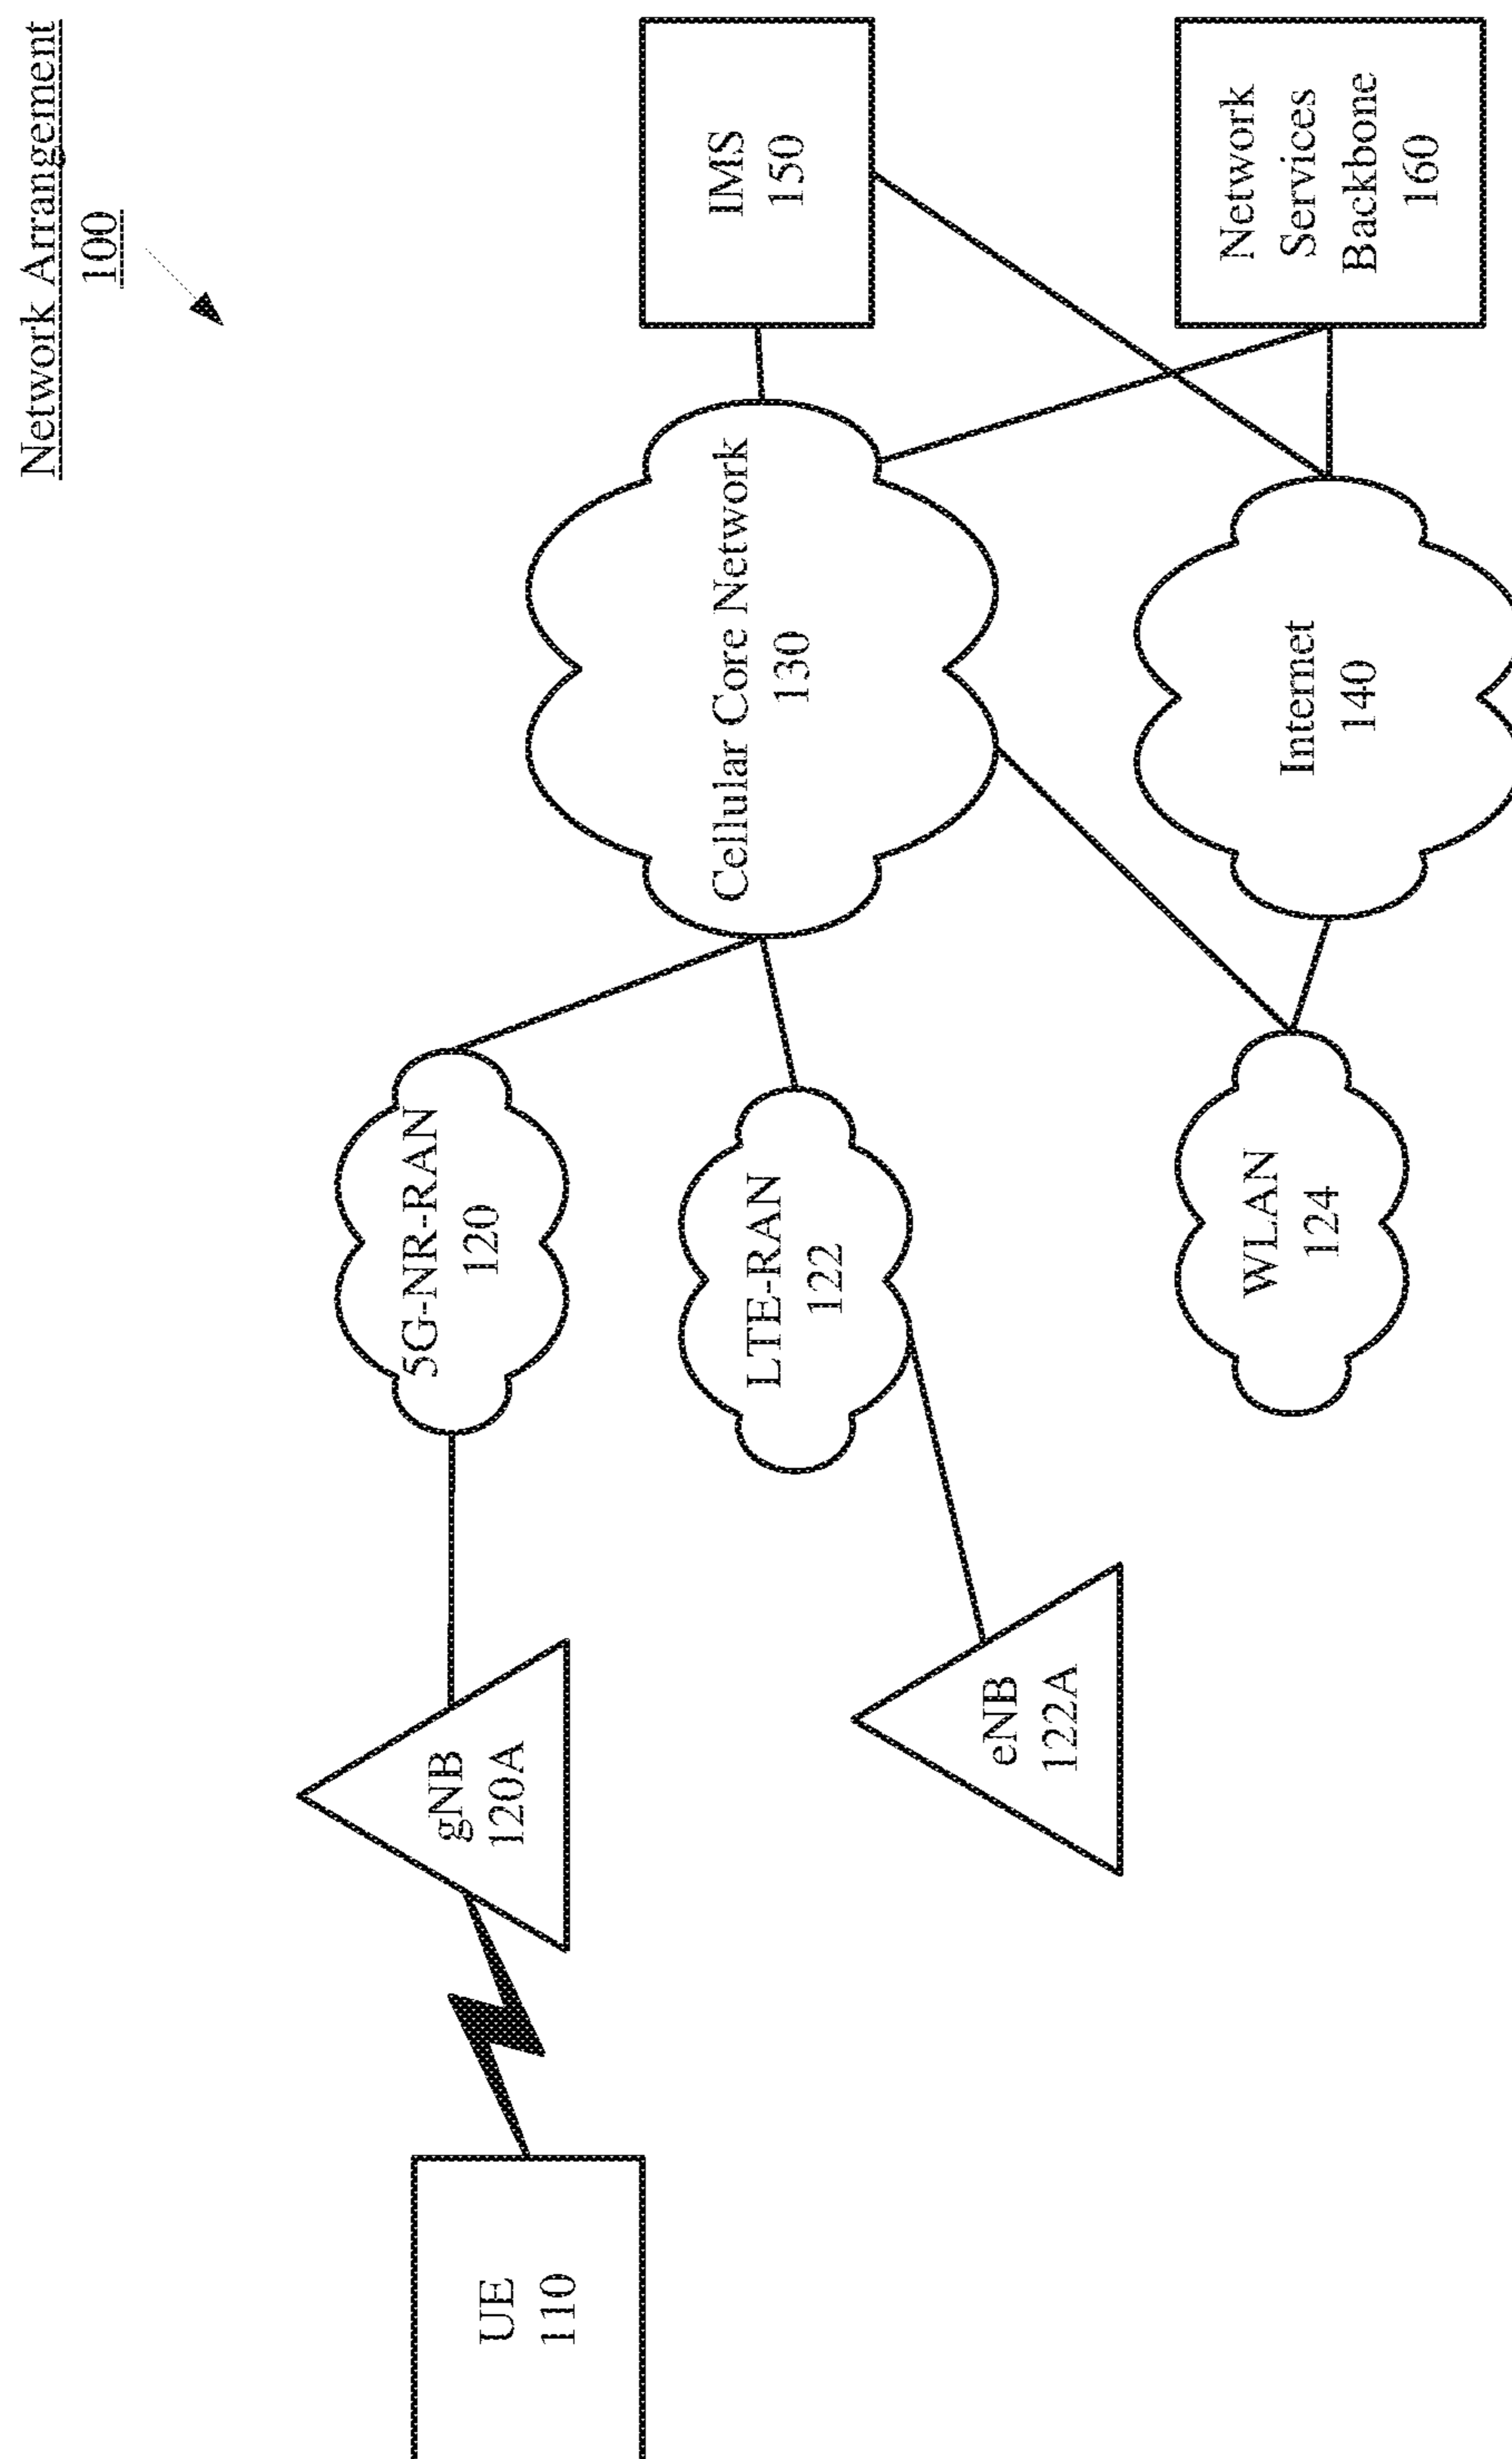 Network Arrangement
100
UE
110
gNB
120A
eNB
122A
5G-NR-RAN
120
LTE-RAN
122
WLAN
124
Cellular Core Network
130
Internet
140
IMS
150
Network
Services
Backbone
160